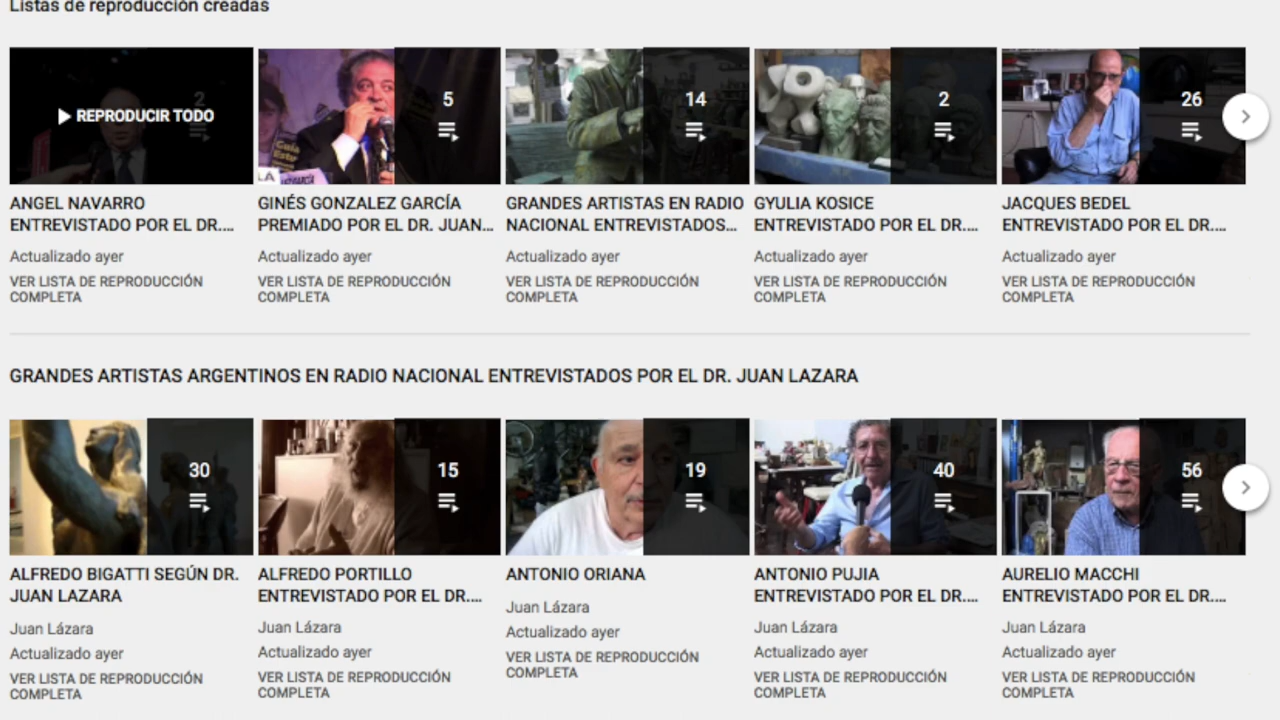 Listas de reproducción creadas
REPRODUCIR TODO
2
5
14
2
26
ANGEL NAVARRO
ENTREVISTADO POR EL DR....
Actualizado ayer
VER LISTA DE REPRODUCCIÓN
COMPLETA
GINÉS GONZALEZ GARCÍA
PREMIADO POR EL DR. JUAN...
Actualizado ayer
VER LISTA DE REPRODUCCIÓN
COMPLETA
GRANDES ARTISTAS EN RADIO
NACIONAL ENTREVISTADOS...
Actualizado ayer
VER LISTA DE REPRODUCCIÓN
COMPLETA
GYULIA KOSICE
ENTREVISTADO POR EL DR....
Actualizado ayer
VER LISTA DE REPRODUCCIÓN
COMPLETA
JACQUES BEDEL
ENTREVISTADO POR EL DR....
Actualizado ayer
VER LISTA DE REPRODUCCIÓN
COMPLETA
GRANDES ARTISTAS ARGENTINOS EN RADIO NACIONAL ENTREVISTADOS POR EL DR. JUAN LAZARA
30
15
19
40
56
ALFREDO BIGATTI SEGÚN DR.
JUAN LAZARA
Juan Lázara
Actualizado ayer
VER LISTA DE REPRODUCCIÓN
COMPLETA
ALFREDO PORTILLO
ENTREVISTADO POR EL DR....
Juan Lázara
Actualizado ayer
VER LISTA DE REPRODUCCIÓN
COMPLETA
ANTONIO ORIANA
Juan Lázara
Actualizado ayer
VER LISTA DE REPRODUCCIÓN
COMPLETA
ANTONIO PUJIA
ENTREVISTADO POR EL DR....
Juan Lázara
Actualizado ayer
VER LISTA DE REPRODUCCIÓN
COMPLETA
AURELIO MACCHI
ENTREVISTADO POR EL DR....
Juan Lázara
Actualizado ayer
VER LISTA DE REPRODUCCIÓN
COMPLETA